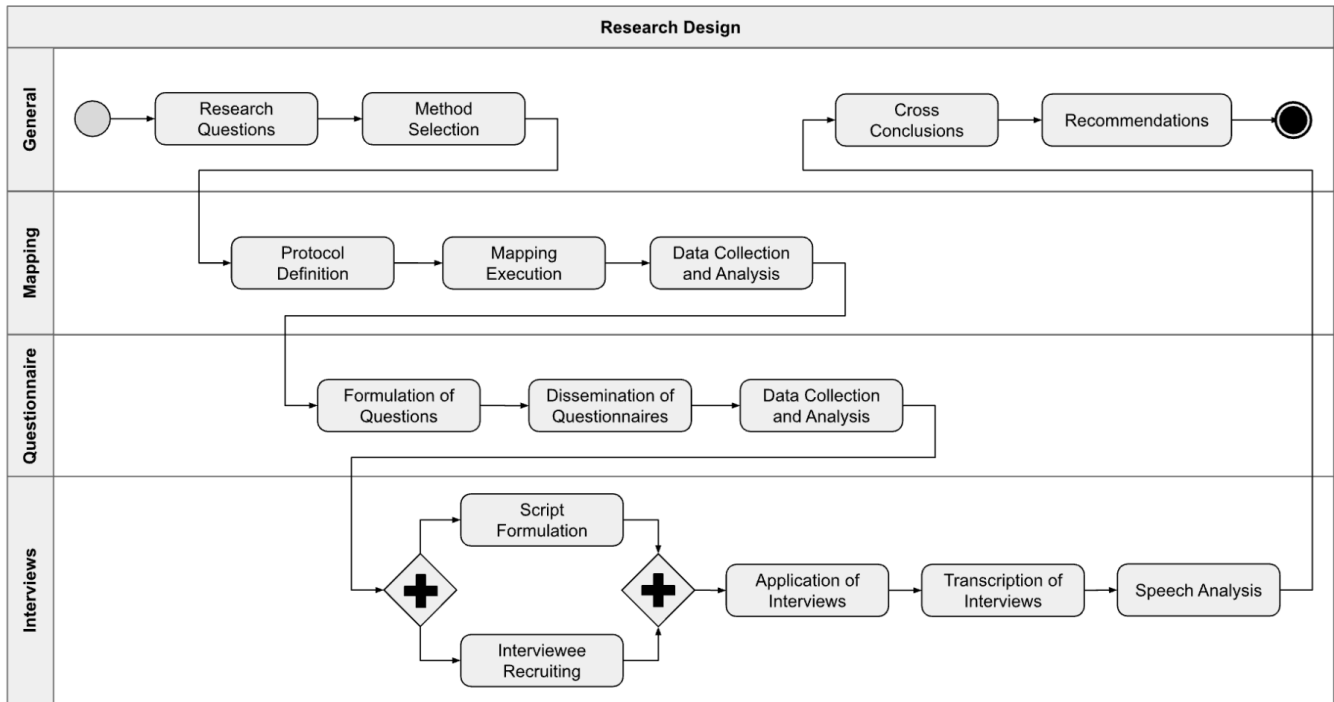 Research Design
General
Research
Questions
Method
Selection
Cross
Conclusions
Recommendations
Mapping
Protocol
Definition
Mapping
Execution
Data Collection
and Analysis
Questionnaire
Formulation of
Questions
Dissemination of
Questionnaires
Data Collection
and Analysis
Interviews
Script
Formulation
Interviewee
Recruiting
Application of
Interviews
Transcription of
Interviews
Speech Analysis